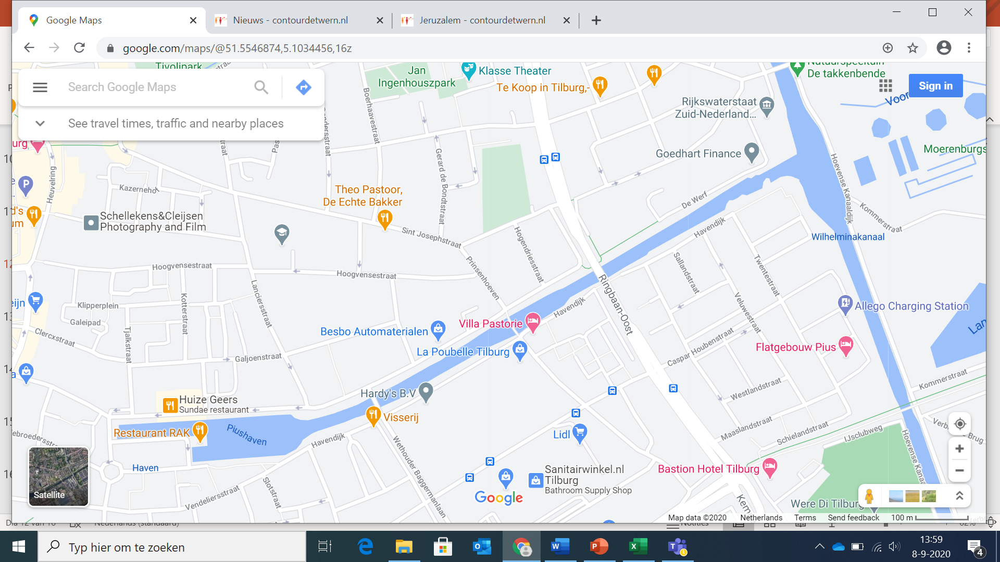 Google Maps
Nieuws - contourdetwern.nl
Jeruzalem - contourdetwern.nl
google.com/maps/@51.5546874,5.1034456,16z
Search Google Maps
See travel times, traffic and nearby places
Sign in
Tivolipark
Jan
Ingenhouszpark
Klasse Theater
Te Koop in Tilburg,-
De takkenbende
Rijkswaterstaat
Zuid-Nederland...
Goedhart Finance
Moerenburgs
Boerhaavestraat
Gerard de Bondtstraat
Heuvelring
Kazernehof
Theo Pastoor,
De Echte Bakker
Schellekens&Cleijsen
Photography and Film
Sint Josephstraat
De Werf
Havendijk
Hoevense Kanaaldijk
Kommerstraat
Wilhelminakanaal
Hogendriesstraat
Prinsenhoeven
Sallandstraat
Twentestraat
Hoogvensestraat
Hoogvensestraat
Lanciersstraat
Ringbaan-Oost
Veluwestraat
Allego Charging Station
Klipperplein
Galeipad
Kotterstraat
Tjalkstraat
Clercxstraat
Havendijk
Villa Pastorie
Besbo Automaterialen
La Poubelle Tilburg
Caspar Houbenstraat
Flatgebouw Pius
Galjoenstraat
Westlandstraat
Kommerstraat
Hardy's B.V
Huize Geers
Sundae restaurant
Visserij
Restaurant RAK
Piushaven
Havendijk
Lidl
Maaslandstraat
Schielandstraat
IJsclubweg
Haven
Wethouder Baggermanlaan
Sanitairwinkel.nl
Tilburg
Bathroom Supply Shop
Bastion Hotel Tilburg
Vendeliersstraat
Slotstraat
Were Di Tilburg
Satellite
Google
Map data ©2020 Netherlands Terms Send feedback 100 m
Nederlands (standaard)
Typ hier om te zoeken
13:59
8-9-2020
4